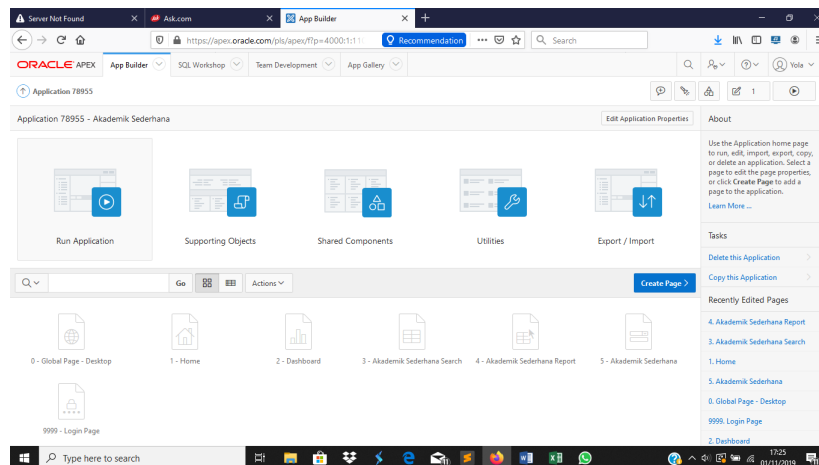 Server Not Found
Ask.com
App Builder
https://apex.oracle.com/pls/apex/f?p=4000:1:11
Recommendation
Search
ORACLE APEX
App Builder
SQL Workshop
Team Development
App Gallery
Yola
Application 78955
1
Application 78955 - Akademik Sederhana
Edit Application Properties
About
Use the Application home page
to run, edit, import, export, copy,
or delete an application. Select a
page to edit the page properties,
or click Create Page to add a
page to the application.
Learn More ...
Run Application
Supporting Objects
Shared Components
Utilities
Export / Import
Tasks
Delete this Application
Copy this Application
Go
Actions
Create Page
Recently Edited Pages
4. Akademik Sederhana Report
3. Akademik Sederhana Search
1. Home
5. Akademik Sederhana
0. Global Page - Desktop
9999. Login Page
2. Dashboard
0 - Global Page - Desktop
1 - Home
2 - Dashboard
3 - Akademik Sederhana Search
4 - Akademik Sederhana Report
5 - Akademik Sederhana
9999 - Login Page
Type here to search
17:25
01/11/2019